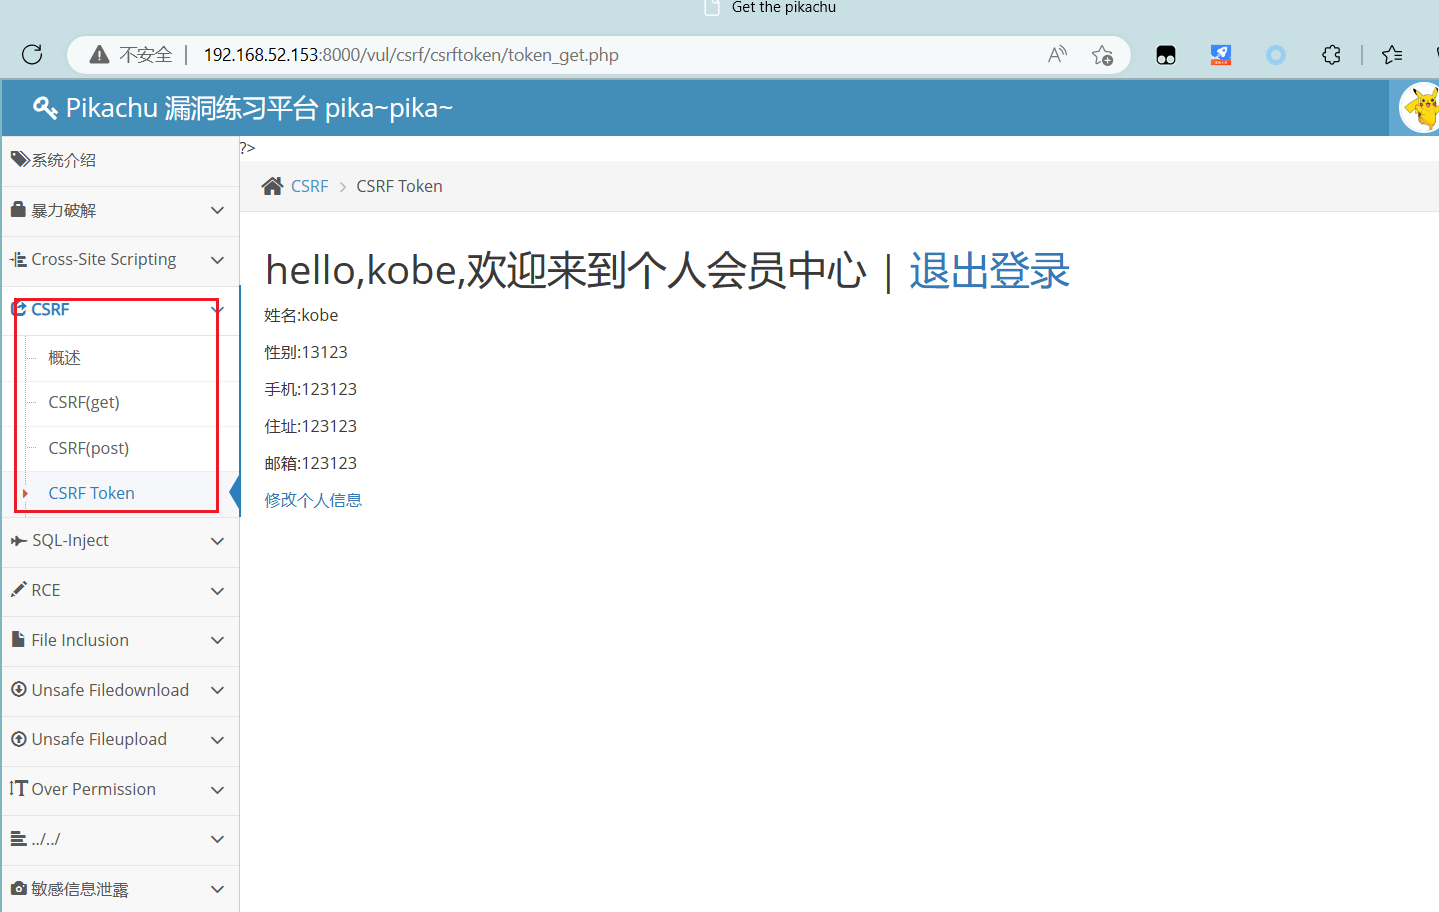 Get the pikachu
不安全 | 192.168.52.153:8000/vul/csrf/csrftoken/token_get.php
Pikachu 漏洞练习平台 pika~pika~
系统介绍
暴力破解
Cross-Site Scripting
CSRF
概述
CSRF(get)
CSRF(post)
CSRF Token
SQL-Inject
RCE
File Inclusion
Unsafe Filedownload
Unsafe Fileupload
Over Permission
../../
敏感信息泄露
?>
CSRF > CSRF Token
hello,kobe,欢迎来到个人会员中心 | 退出登录
姓名:kobe
性别:13123
手机:123123
住址:123123
邮箱:123123
修改个人信息